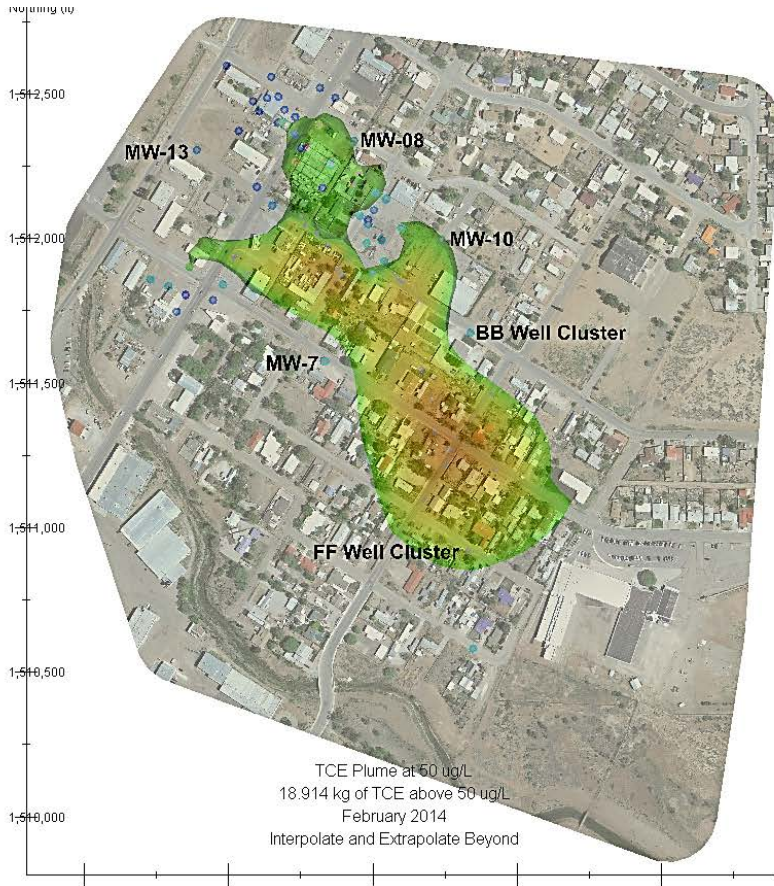 Northing (ft)
1,512,500
MW-08
MW-13
1,512,000
MW-10
BB Well Cluster
MW-7
1,511,500
1,511,000
FF Well Cluster
1,510,500
TCE Plume at 50 ug/L
18.914 kg of TCE above 50 ug/L
1,510,000
February 2014
Interpolate and Extrapolate Beyond